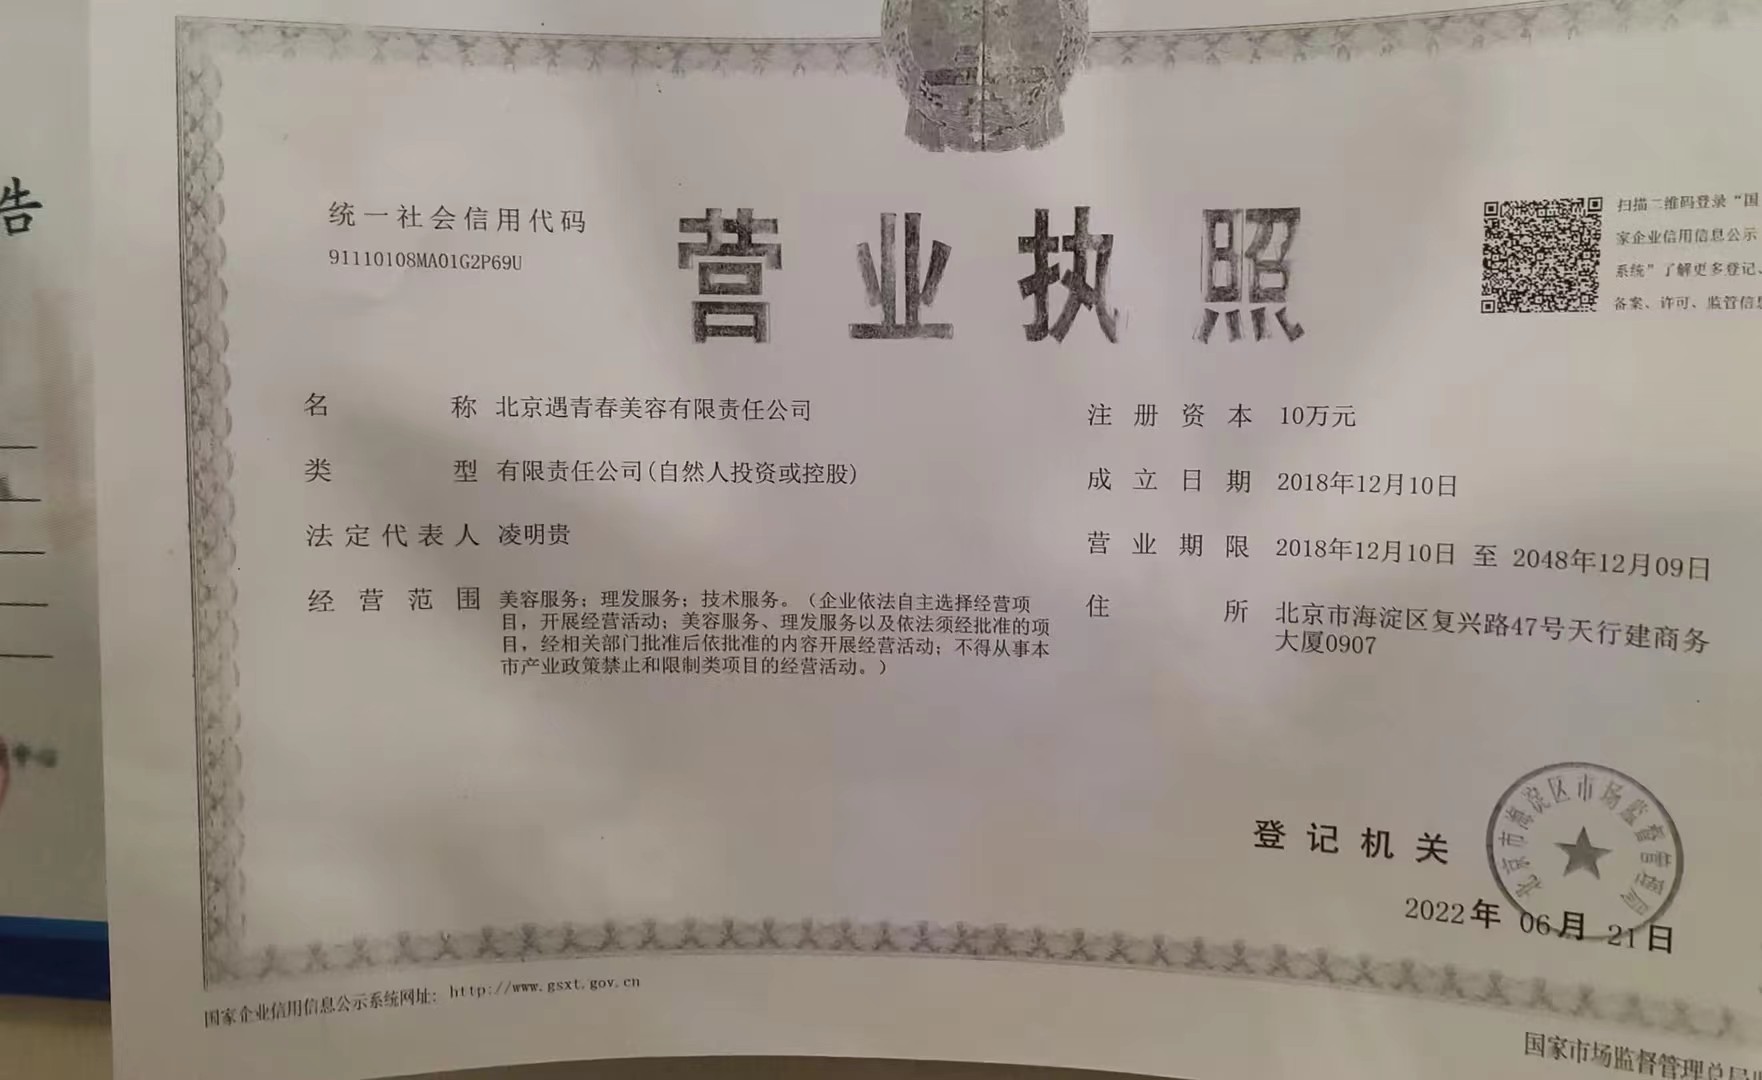 告
统一社会信用代码
91110108MA01G2P69U
营业执照
扫描二维码登录“国
家企业信用信息公示
系统”了解更多登记、
备案、许可、监管信息
名称 北京遇青春美容有限责任公司
类型 有限责任公司(自然人投资或控股)
法定代表人 凌明贵
经营范围 美容服务；理发服务；技术服务。（企业依法自主选择经营项
目，开展经营活动；美容服务、理发服务以及依法须经批准的项
目，经相关部门批准后依批准的内容开展经营活动；不得从事本
市产业政策禁止和限制类项目的经营活动。）
注册资本 10万元
成立日期 2018年12月10日
营业期限 2018年12月10日 至 2048年12月09日
住所 北京市海淀区复兴路47号天行建商务
大厦0907
登记机关
北京市海淀区市场监督管理局
2022年 06月 21日
国家企业信用信息公示系统网址: http://www.gsxt.gov.cn
国家市场监督管理总局监
中心